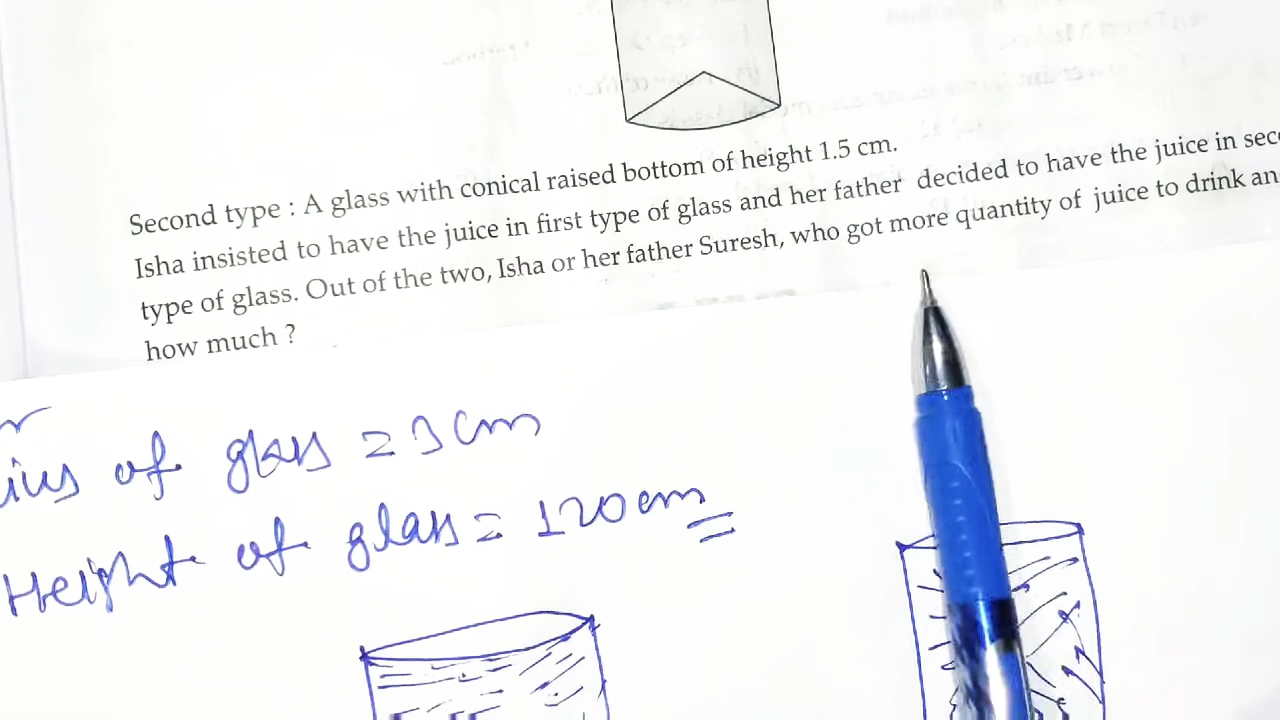 Second type : A glass with conical raised bottom of height 1.5 cm.
Isha insisted to have the juice in first type of glass and her father decided to have the juice in sec
type of glass. Out of the two, Isha or her father Suresh, who got more quantity of juice to drink an
how much ?
ius of glass = 3 cm
Height of glass = 120 cm